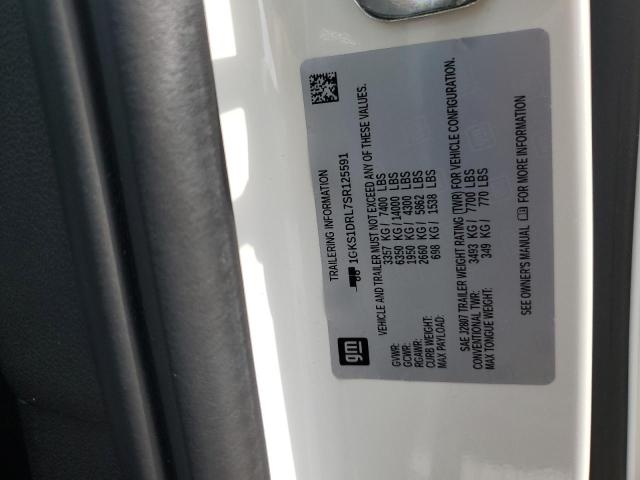 TRAILERING INFORMATION
1GKS1DRL7SR125591
VEHICLE AND TRAILER MUST NOT EXCEED ANY OF THESE VALUES.
GVWR: 3357 KG / 7400 LBS
GCWR: 6350 KG / 14000 LBS
RGAWR: 1950 KG / 4300 LBS
CURB WEIGHT: 2660 KG / 5862 LBS
MAX PAYLOAD: 698 KG / 1538 LBS
SAE J2807 TRAILER WEIGHT RATING (TWR) FOR VEHICLE CONFIGURATION.
CONVENTIONAL TWR: 3493 KG / 7700 LBS
MAX TONGUE WEIGHT: 349 KG / 770 LBS
SEE OWNER'S MANUAL FOR MORE INFORMATION
gm